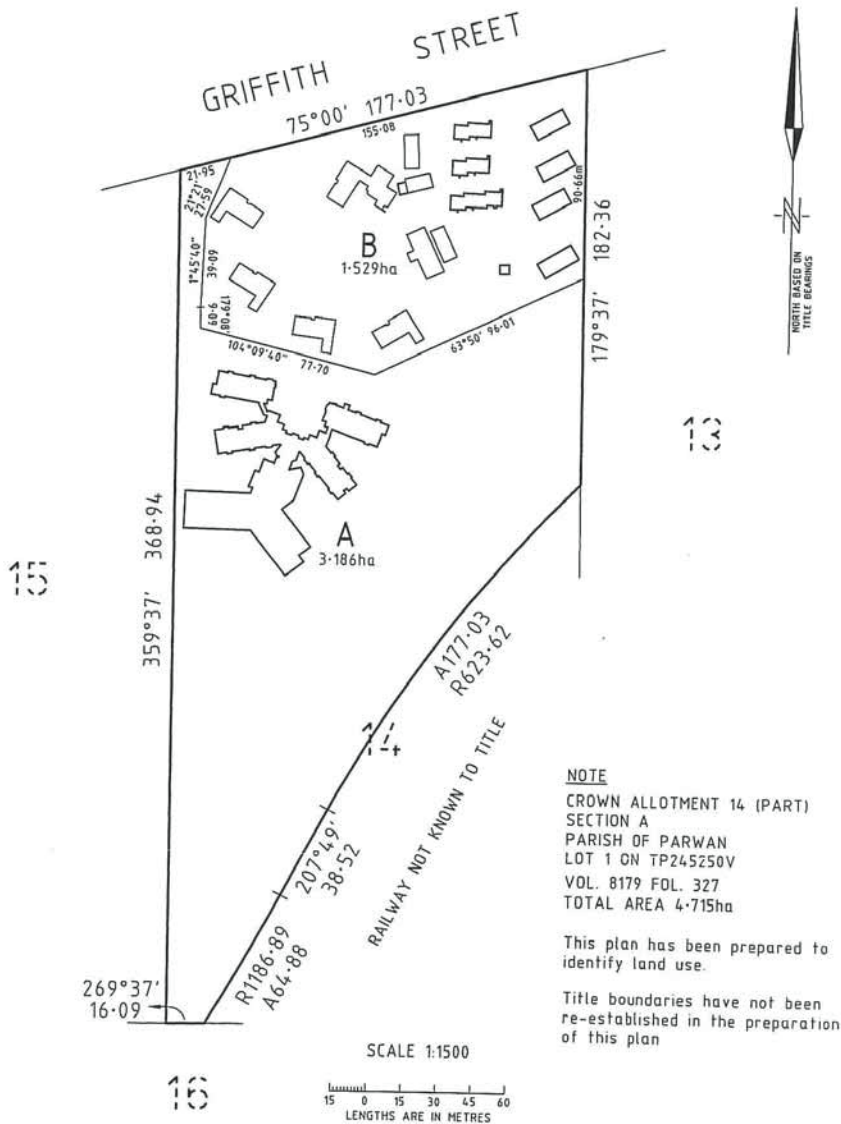 GRIFFITH STREET
75°00' 177·03
155·08
21·95
21°21'
27·59
1°45'40"
39·09
179°08'
9·09
B
1·529ha
90·66m
182·36
179°37'
104°09'40"
77·70
63°50' 96·01
NORTH BASED ON
TITLE BEARINGS
N
13
15
368·94
359°37'
A
3·186ha
A177·03
R623·62
14
RAILWAY NOT KNOWN TO TITLE
207°49'
38·52
R1186·89
A64·88
269°37'
16·09
16
NOTE
CROWN ALLOTMENT 14 (PART)
SECTION A
PARISH OF PARWAN
LOT 1 ON TP245250V
VOL. 8179 FOL. 327
TOTAL AREA 4·715ha
This plan has been prepared to
identify land use.
Title boundaries have not been
re-established in the preparation
of this plan
SCALE 1:1500
15 0 15 30 45 60
LENGTHS ARE IN METRES